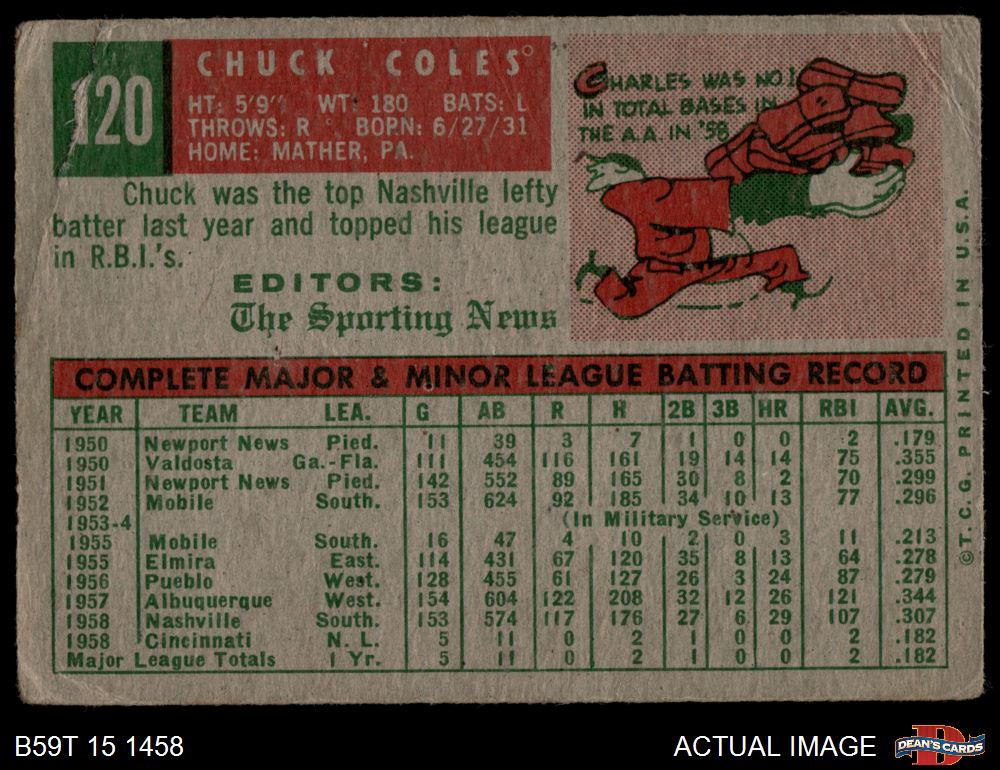 120
CHUCK COLES
HT: 5'9" WT: 180 BATS: L
THROWS: R BORN: 6/27/31
HOME: MATHER, PA.
Chuck was the top Nashville lefty
batter last year and topped his league
in R.B.I.'s.
EDITORS:
The Sporting News
CHARLES WAS NO. 1
IN TOTAL BASES IN
THE A.A. IN '58
COMPLETE MAJOR & MINOR LEAGUE BATTING RECORD
YEAR TEAM LEA. G AB R H 2B 3B HR RBI AVG.
1950 Newport News Pied. 11 39 3 7 1 0 0 2 .179
1950 Valdosta Ga.-Fla. 111 454 116 161 19 14 14 75 .355
1951 Newport News Pied. 142 552 89 165 30 8 2 70 .299
1952 Mobile South. 153 624 92 185 34 10 13 77 .296
1953-4 (In Military Service)
1955 Mobile South. 16 47 4 10 2 0 3 11 .213
1955 Elmira East. 114 431 67 120 35 8 13 64 .278
1956 Pueblo West. 128 455 61 127 26 3 24 87 .279
1957 Albuquerque West. 154 604 122 208 32 12 26 121 .344
1958 Nashville South. 153 574 117 176 27 6 29 107 .307
1958 Cincinnati N. L. 5 11 0 2 1 0 0 2 .182
Major League Totals 1 Yr. 5 11 0 2 1 0 0 2 .182
©T.C.G. PRINTED IN U.S.A.
B59T 15 1458
ACTUAL IMAGE
D
DEAN'S CARDS